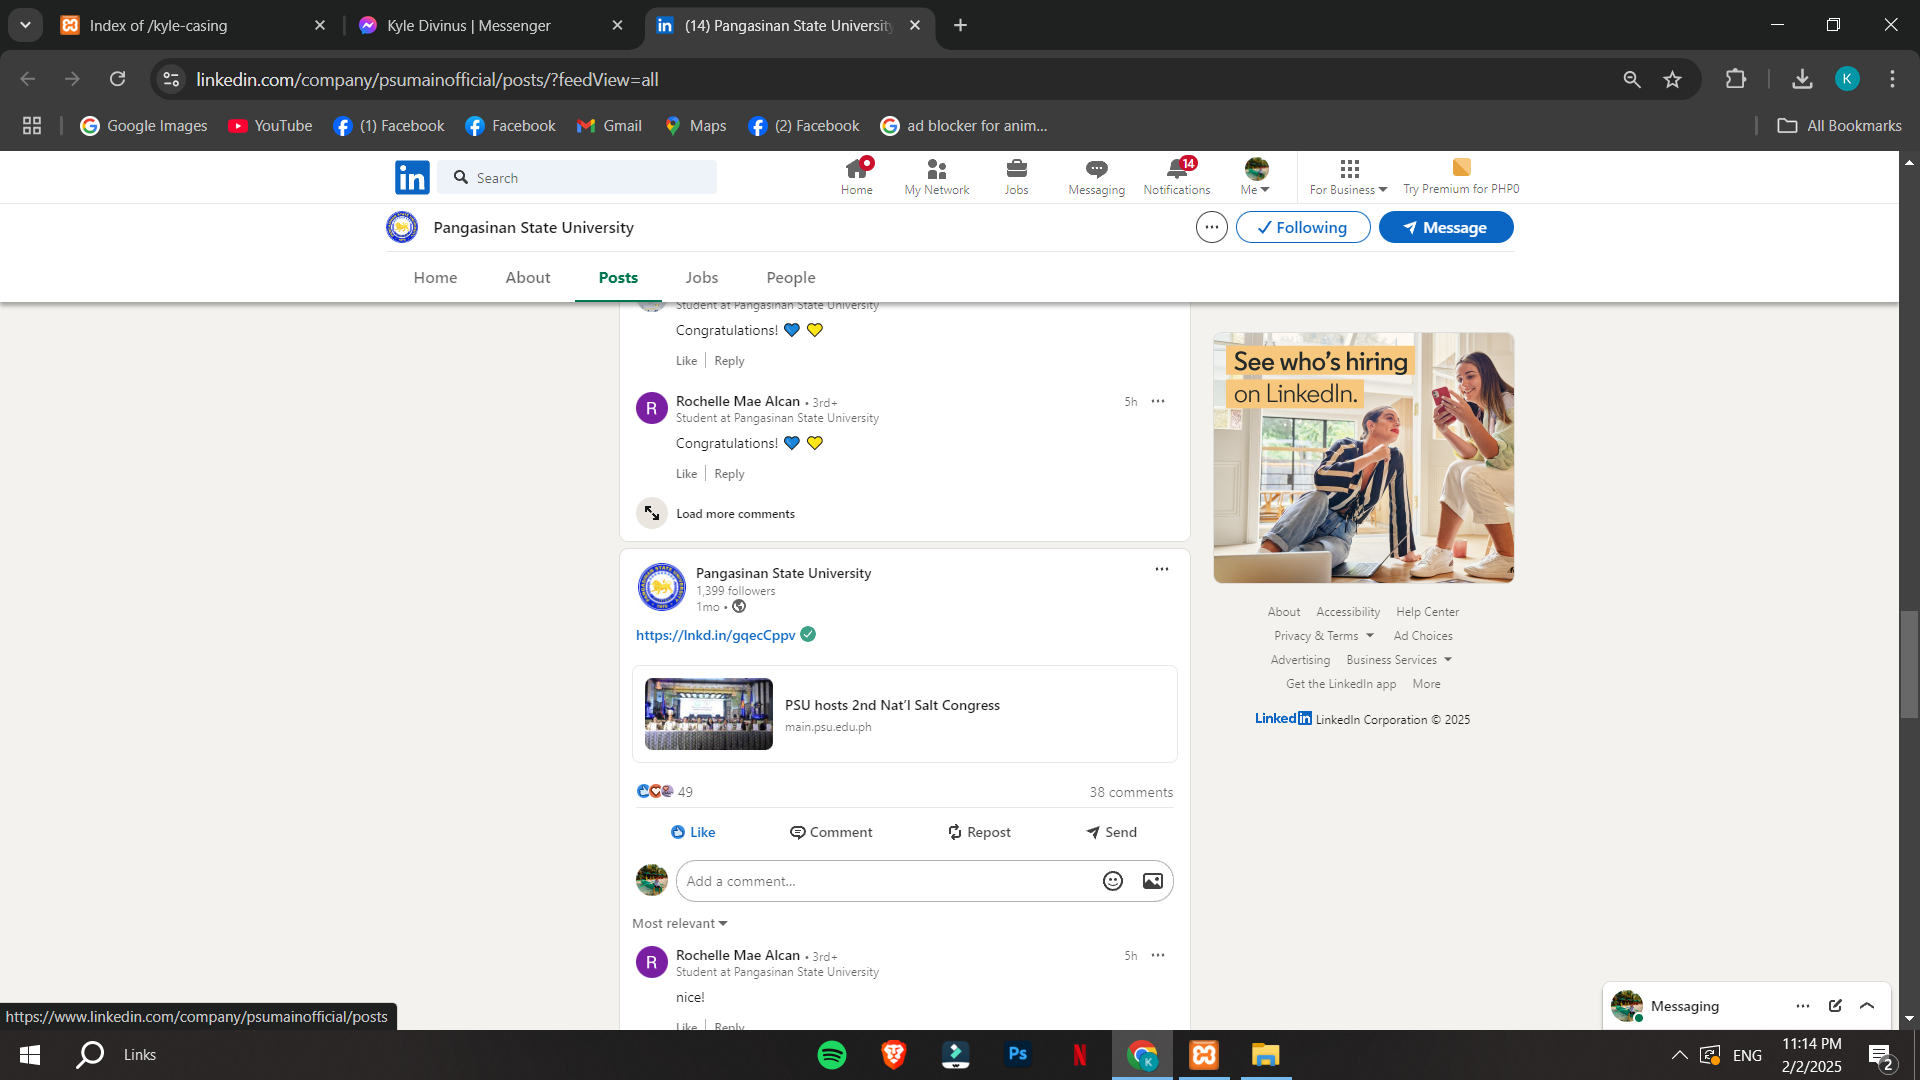 Index of /kyle-casing
Kyle Divinus | Messenger
(14) Pangasinan State University
linkedin.com/company/psumainofficial/posts/?feedView=all
K
Google Images
YouTube
(1) Facebook
Facebook
Gmail
Maps
(2) Facebook
ad blocker for anim...
All Bookmarks
in
Search
Home
My Network
Jobs
Messaging
14
Notifications
Me
For Business
Try Premium for PHP0
Pangasinan State University
Following
Message
Home
About
Posts
Jobs
People
Student at Pangasinan State University
Congratulations!
Like
Reply
R
Rochelle Mae Alcan • 3rd+
5h
Student at Pangasinan State University
Congratulations!
Like
Reply
Load more comments
See who's hiring
on LinkedIn.
Pangasinan State University
1,399 followers
1mo •
https://lnkd.in/gqecCppv
PSU hosts 2nd Nat'l Salt Congress
main.psu.edu.ph
49
38 comments
Like
Comment
Repost
Send
Add a comment...
Most relevant
R
Rochelle Mae Alcan • 3rd+
5h
Student at Pangasinan State University
nice!
Like
Reply
About
Accessibility
Help Center
Privacy & Terms
Ad Choices
Advertising
Business Services
Get the LinkedIn app
More
LinkedIn LinkedIn Corporation © 2025
Messaging
https://www.linkedin.com/company/psumainofficial/posts
Links
Ps
N
K
ENG
11:14 PM
2/2/2025
2